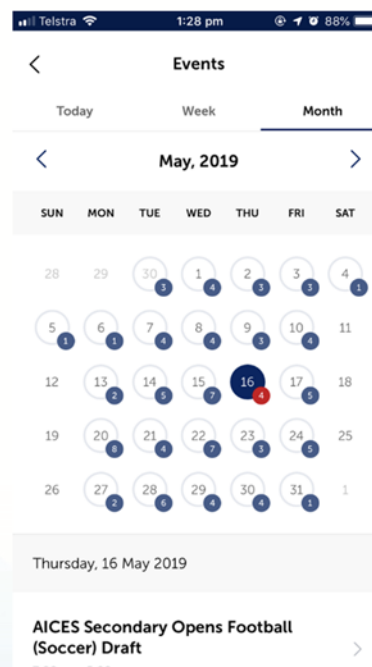 Telstra 1:28 pm 88%
Events
Today Week Month
May, 2019
SUN MON TUE WED THU FRI SAT
28 29 30 3 1 4 2 3 3 3 4 1
5 1 6 1 7 4 8 4 9 3 10 4 11
12 13 2 14 5 15 7 16 4 17 5 18
19 20 8 21 4 22 7 23 3 24 5 25
26 27 2 28 6 29 4 30 4 31 1 1
Thursday, 16 May 2019
AICES Secondary Opens Football
(Soccer) Draft